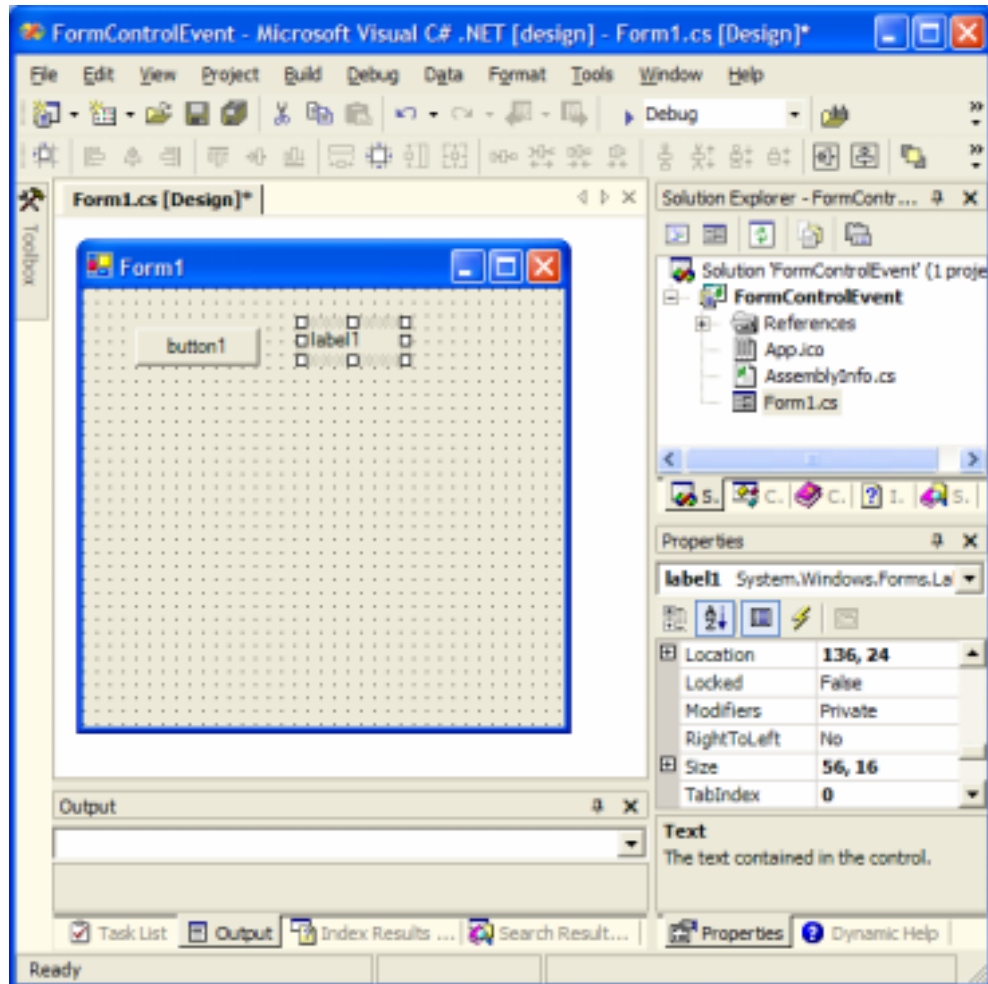 FormControlEvent - Microsoft Visual C# .NET [design] - Form1.cs [Design]*
File Edit View Project Build Debug Data Format Tools Window Help
Debug
Toolbox
Form1.cs [Design]*
Form1
button1
label1
Solution Explorer - FormContr...
Solution 'FormControlEvent' (1 proje
FormControlEvent
References
App.ico
AssemblyInfo.cs
Form1.cs
S. C. C. I. S.
Properties
label1 System.Windows.Forms.La
Location 136, 24
Locked False
Modifiers Private
RightToLeft No
Size 56, 16
TabIndex 0
Text
The text contained in the control.
Properties Dynamic Help
Output
Task List Output Index Results ... Search Result...
Ready